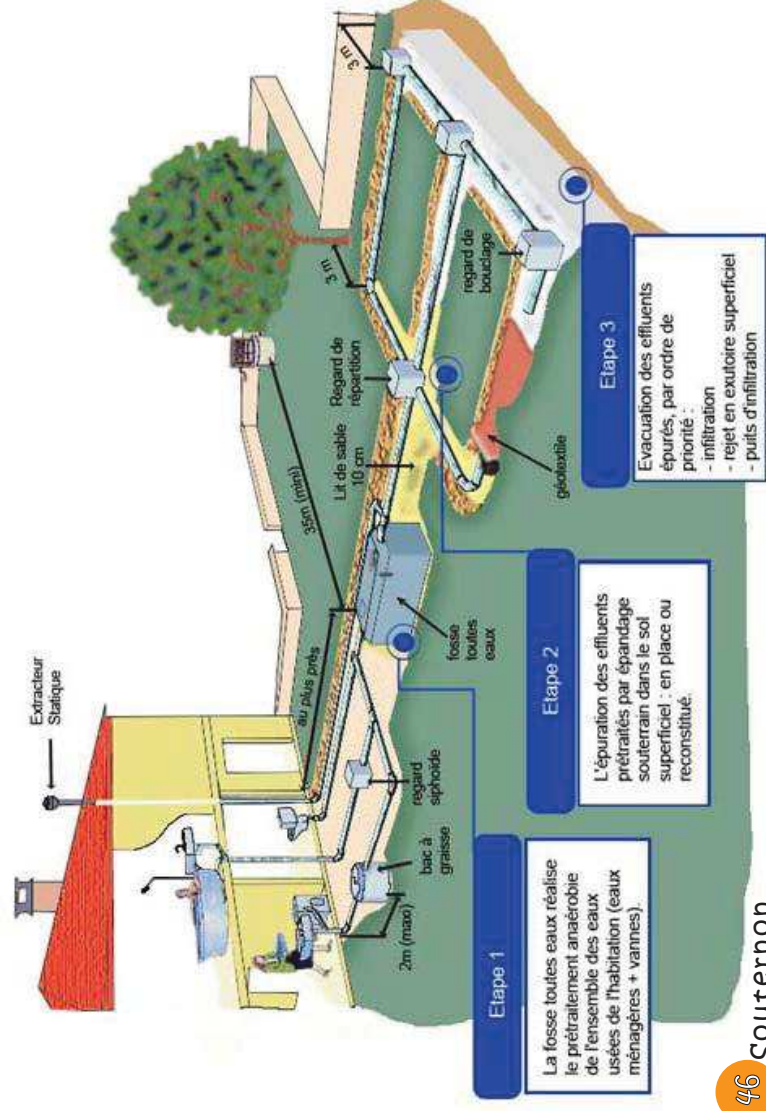 Extracteur
Statique
au plus près
35m (mini)
3 m
3 m
Lit de sable
10 cm
Regard de
répartition
regard de
bouclage
2m (maxi)
bac à
graisse
regard
siphoïde
fosse
toutes
eaux
géotextile
Etape 1
La fosse toutes eaux réalise
le prétraitement anaérobie
de l'ensemble des eaux
usées de l'habitation (eaux
ménagères + vannes).
Etape 2
L'épuration des effluents
prétraités par épandage
souterrain dans le sol
superficiel : en place ou
reconstitué.
Etape 3
Evacuation des effluents
épurés, par ordre de
priorité :
- infiltration
- rejet en exutoire superficiel
- puits d'infiltration
46